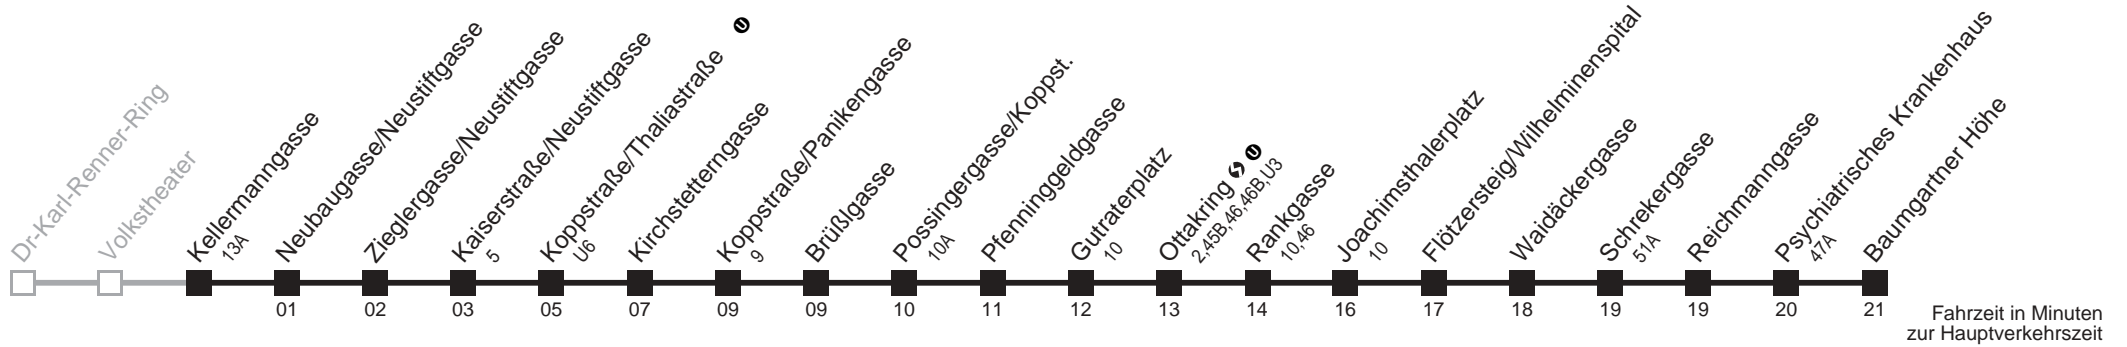 Dr-Karl-Renner-Ring
Volkstheater
Kellermanngasse
13A
Neubaugasse/Neustiftgasse
01
Zieglergasse/Neustiftgasse
02
Kaiserstraße/Neustiftgasse
5
03
Koppstraße/Thaliastraße U
U6
05
Kirchstetterngasse
07
Koppstraße/Panikengasse
9
09
Brüßlgasse
09
Possingergasse/Koppst.
10A
10
Pfenninggeldgasse
11
Gutraterplatz
10
12
Ottakring S U
2,45B,46,46B,U3
13
Rankgasse
10,46
14
Joachimsthalerplatz
10
16
Flötzersteig/Wilhelminenspital
17
Waidäckergasse
18
Schrekergasse
51A
19
Reichmanngasse
19
Psychiatrisches Krankenhaus
47A
20
Baumgartner Höhe
21
Fahrzeit in Minuten
zur Hauptverkehrszeit